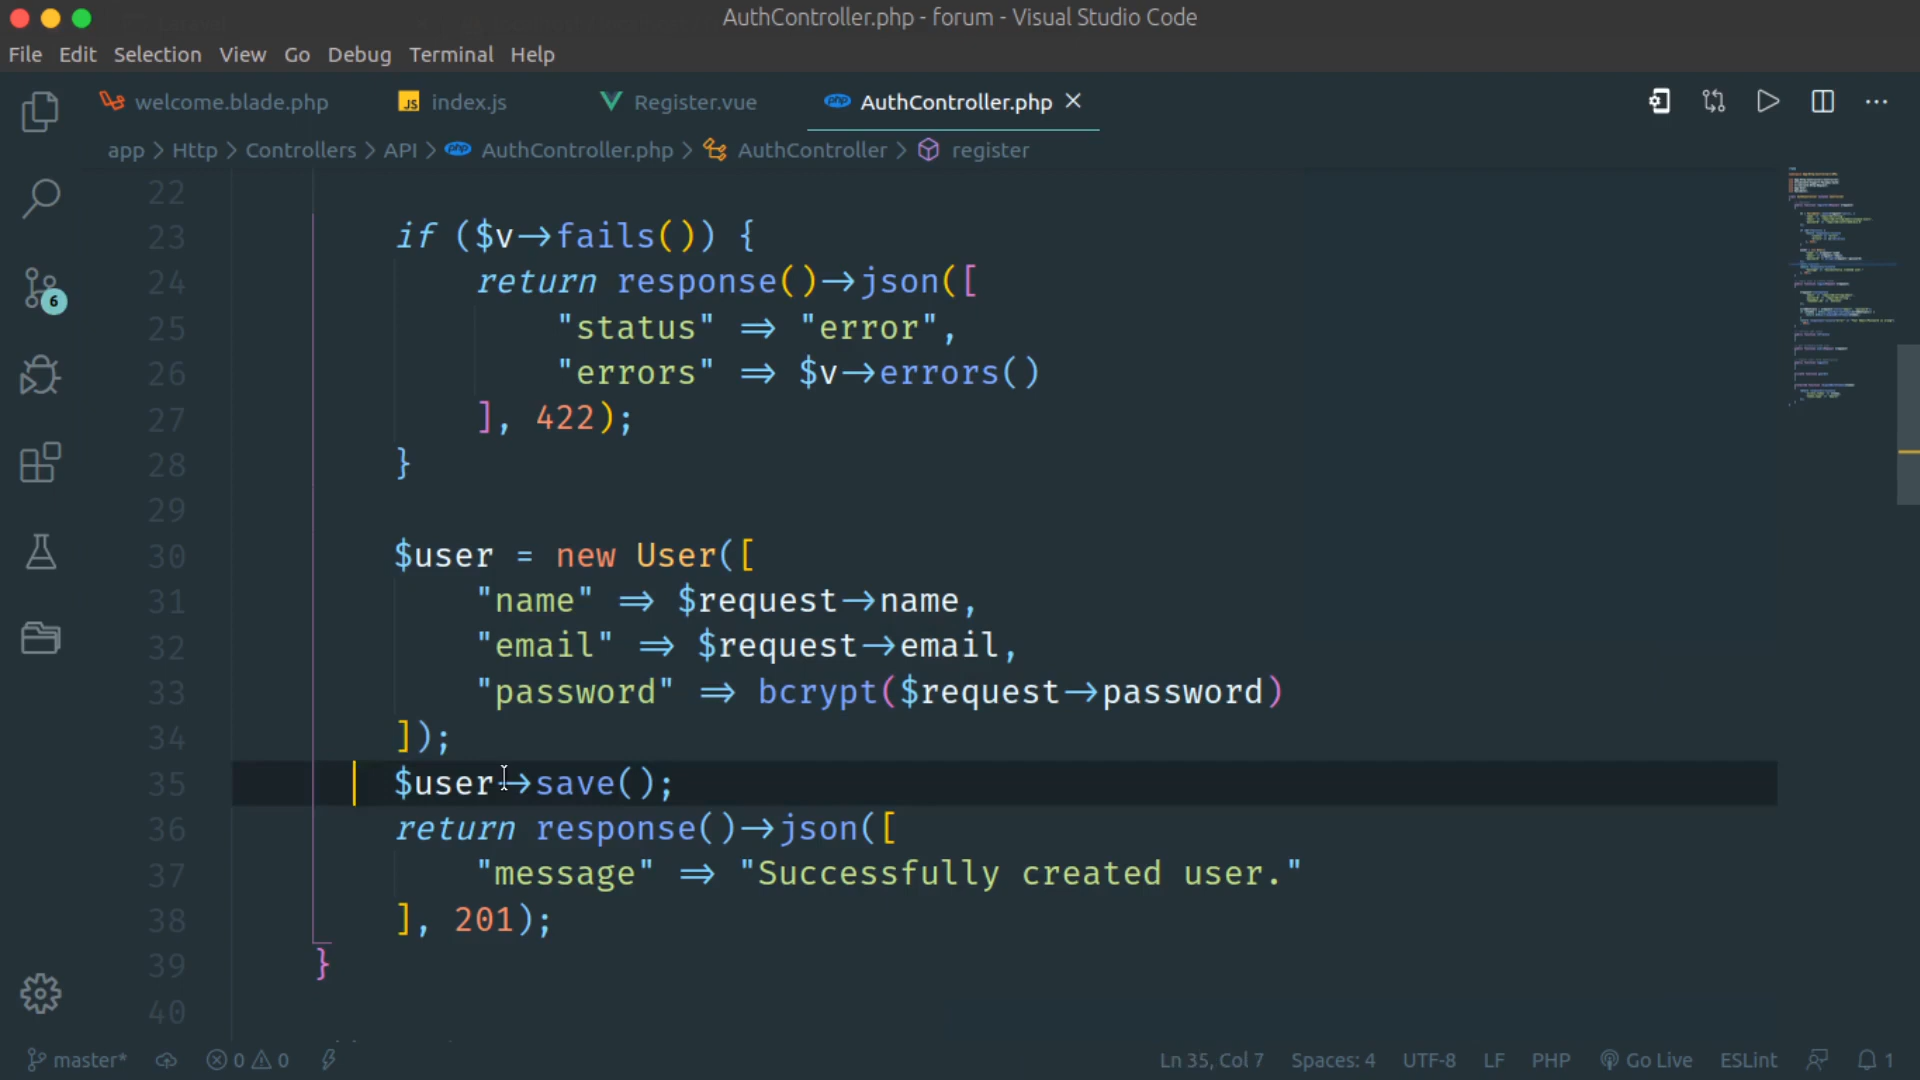 AuthController.php - forum - Visual Studio Code
File Edit Selection View Go Debug Terminal Help
welcome.blade.php JS index.js Register.vue php AuthController.php
app > Http > Controllers > API > php AuthController.php > AuthController > register
22
23 if ($v->fails()) {
24 return response()->json([
25 "status" => "error",
26 "errors" => $v->errors()
27 ], 422);
28 }
29
30 $user = new User([
31 "name" => $request->name,
32 "email" => $request->email,
33 "password" => bcrypt($request->password)
34 ]);
35 $user->save();
36 return response()->json([
37 "message" => "Successfully created user."
38 ], 201);
39 }
40
6
master* 0 0 Ln 35, Col 7 Spaces: 4 UTF-8 LF PHP Go Live ESLint 1